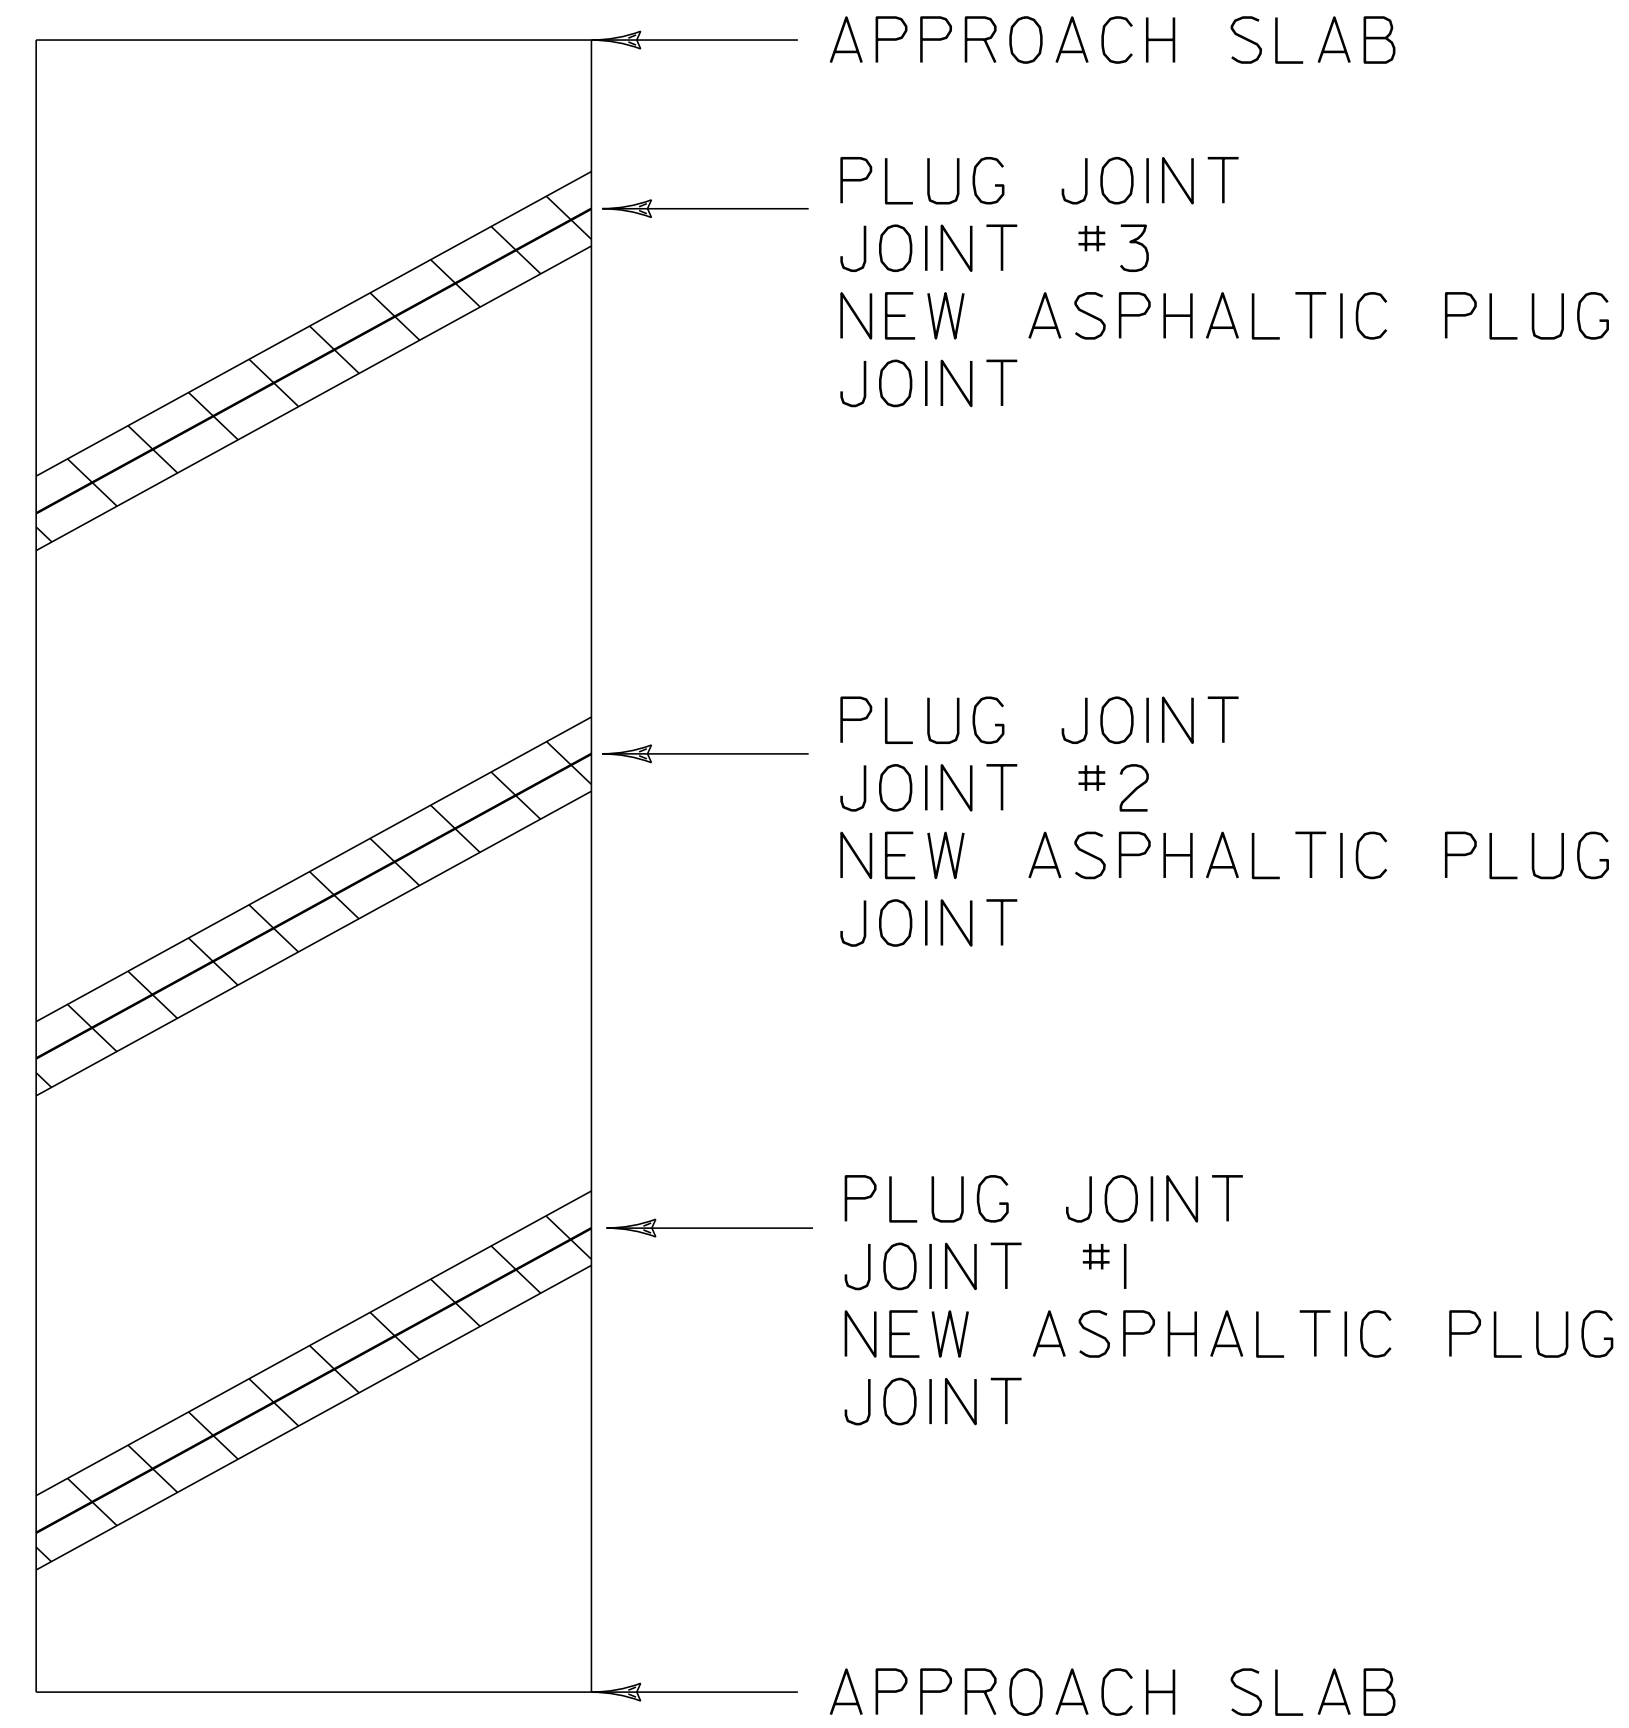 APPROACH SLAB
PLUG JOINT
JOINT #3
NEW ASPHALTIC PLUG
JOINT
PLUG JOINT
JOINT #2
NEW ASPHALTIC PLUG
JOINT
PLUG JOINT
JOINT #1
NEW ASPHALTIC PLUG
JOINT
APPROACH SLAB